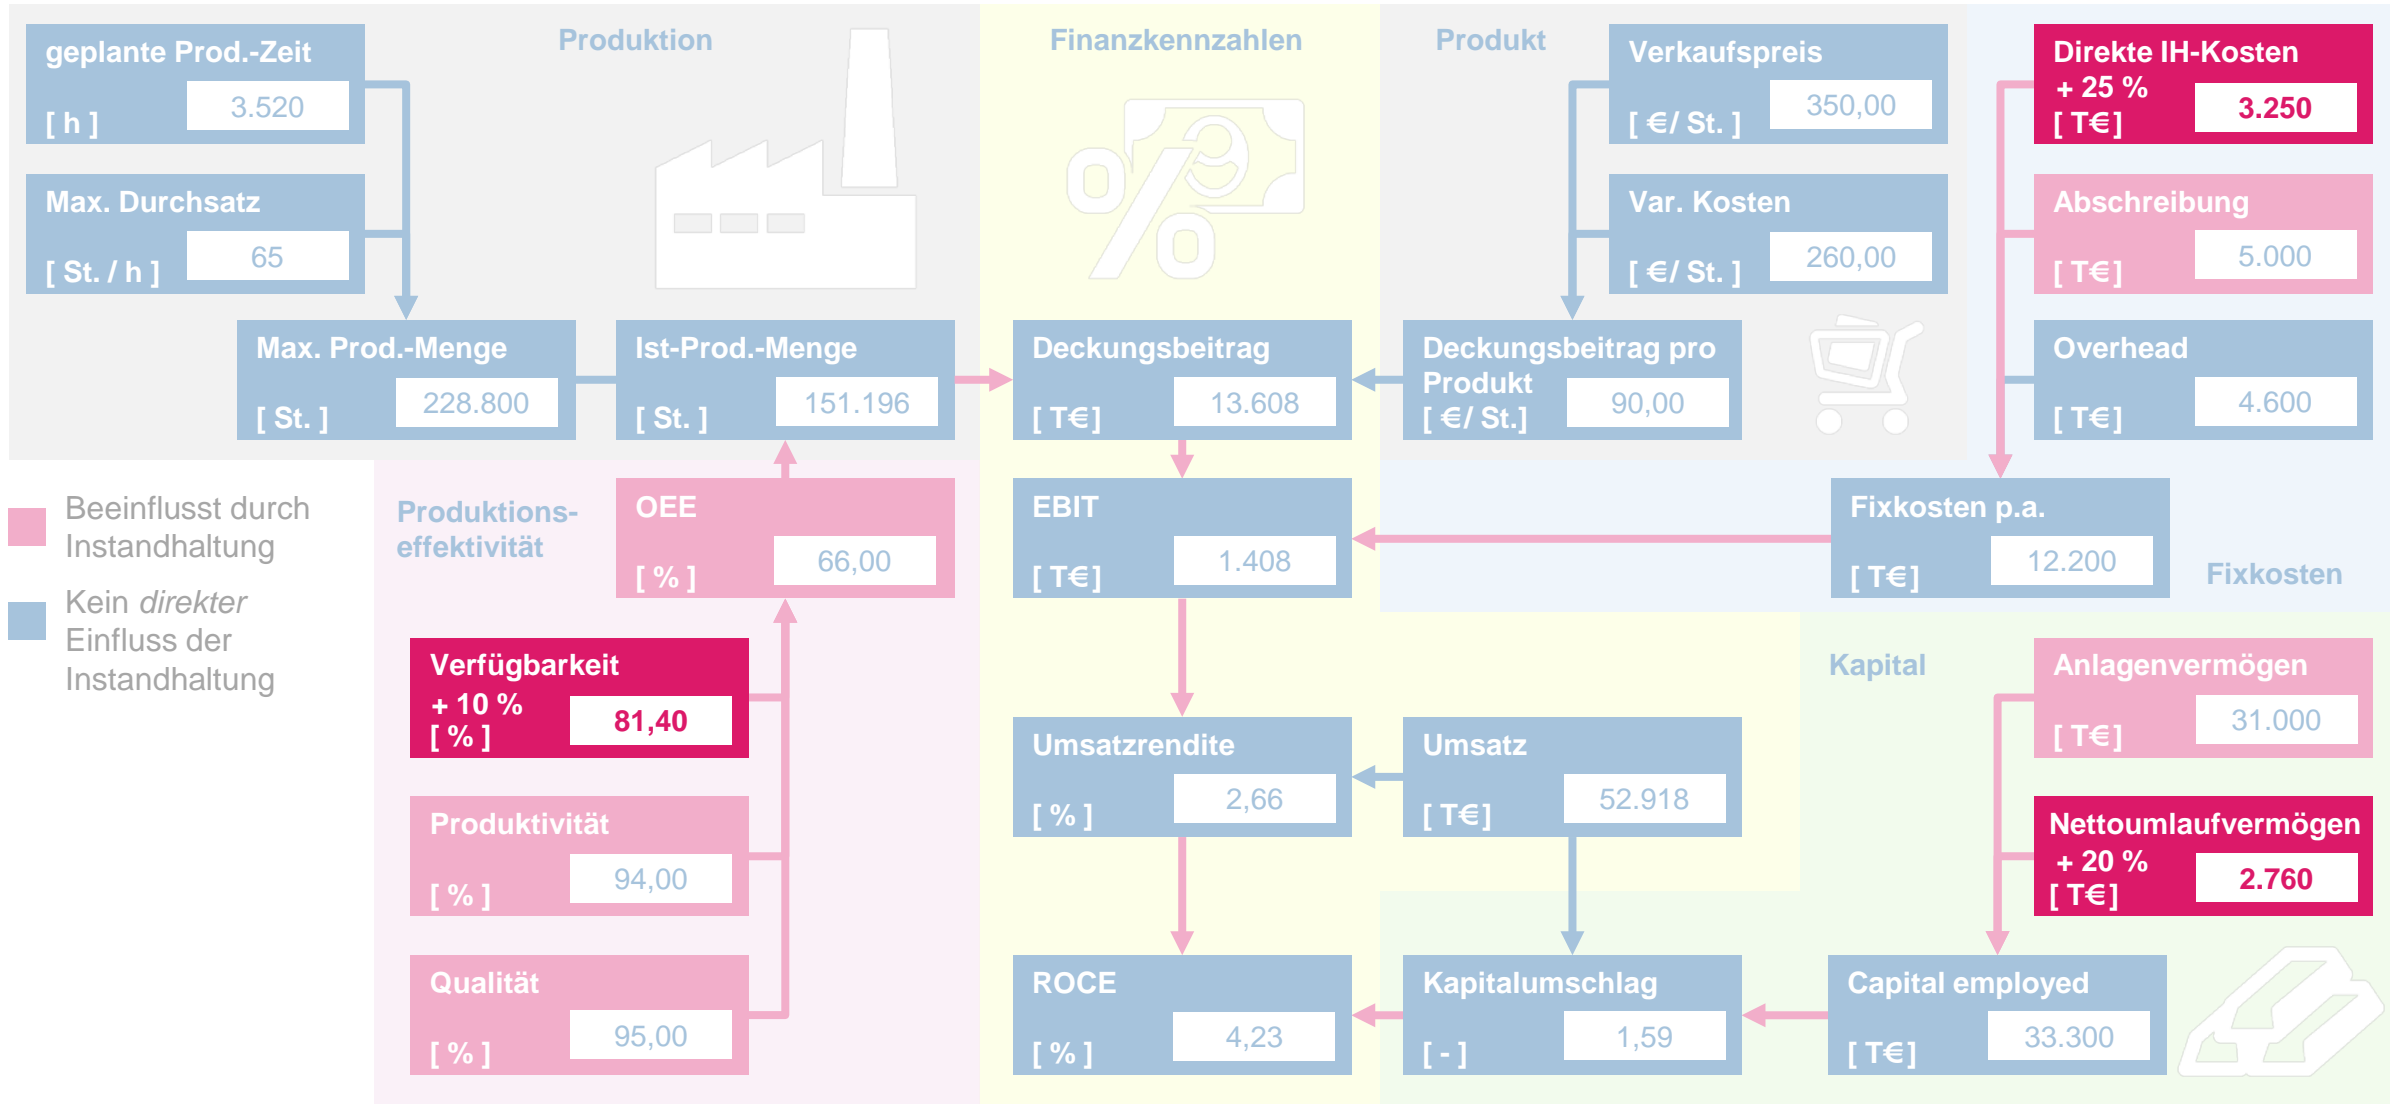 Produktion
geplante Prod.-Zeit
3.520
[ h ]
Max. Durchsatz
65
[ St. / h ]
Max. Prod.-Menge
228.800
[ St. ]
Ist-Prod.-Menge
151.196
[ St. ]
Finanzkennzahlen
Deckungsbeitrag
13.608
[ T€]
EBIT
1.408
[ T€]
Umsatzrendite
2,66
[ % ]
ROCE
4,23
[ % ]
Produkt
Verkaufspreis
350,00
[ €/ St. ]
Var. Kosten
260,00
[ €/ St. ]
Deckungsbeitrag pro
Produkt
90,00
[ €/ St.]
Direkte IH-Kosten
+ 25 %
3.250
[ T€]
Abschreibung
5.000
[ T€]
Overhead
4.600
[ T€]
Fixkosten p.a.
12.200
[ T€]
Fixkosten
Beeinflusst durch
Instandhaltung
Kein direkter
Einfluss der
Instandhaltung
Produktions-
effektivität
OEE
66,00
[ % ]
Verfügbarkeit
+ 10 %
81,40
[ % ]
Produktivität
94,00
[ % ]
Qualität
95,00
[ % ]
Umsatz
52.918
[ T€]
Kapitalumschlag
1,59
[ - ]
Kapital
Anlagenvermögen
31.000
[ T€]
Nettoumlaufvermögen
+ 20 %
2.760
[ T€]
Capital employed
33.300
[ T€]